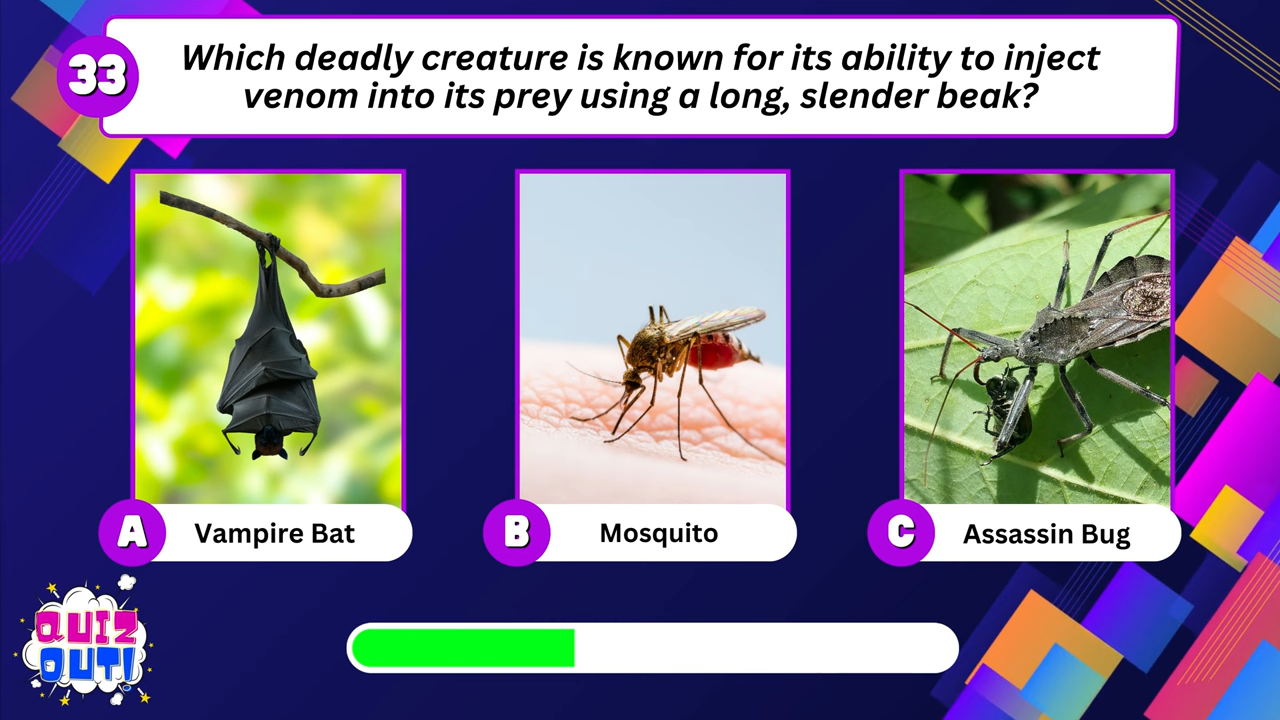 33
Which deadly creature is known for its ability to inject
venom into its prey using a long, slender beak?
A Vampire Bat
B Mosquito
C Assassin Bug
QUIZ
OUT!